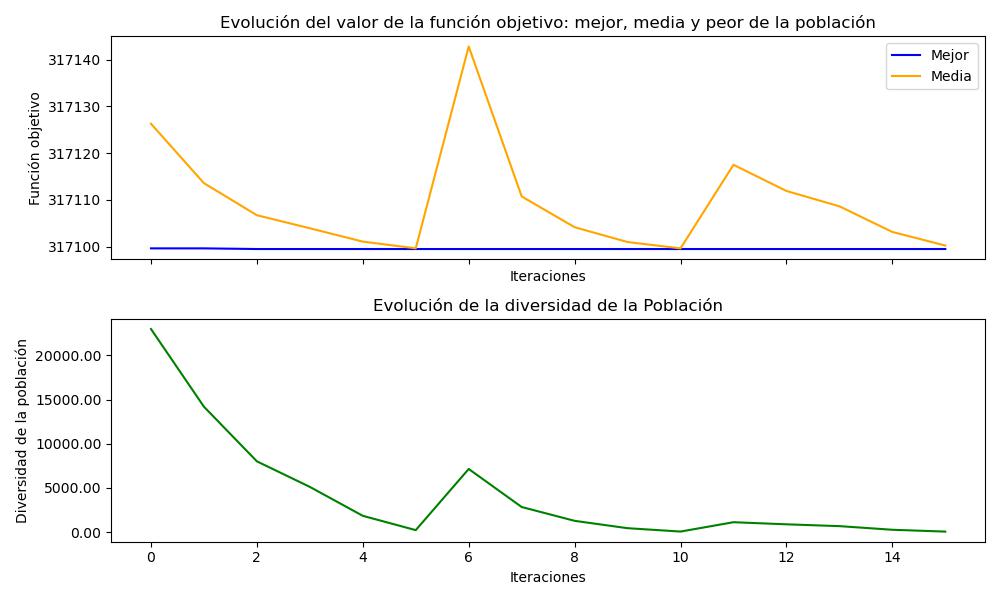 Evolución del valor de la función objetivo: mejor, media y peor de la población
Función objetivo
317140
317130
317120
317110
317100
Mejor
Media
Iteraciones
Evolución de la diversidad de la Población
Diversidad de la población
20000.00
15000.00
10000.00
5000.00
0.00
0 2 4 6 8 10 12 14
Iteraciones